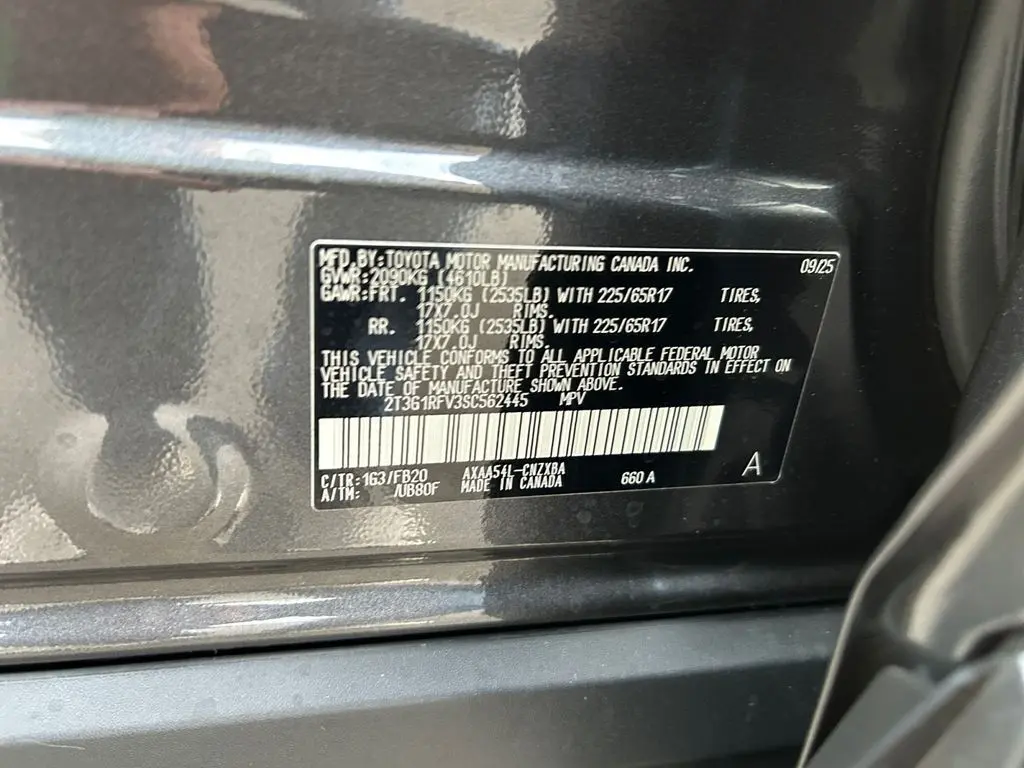 MFD.BY:TOYOTA MOTOR MANUFACTURING CANADA INC. 09/25
GVWR:2090KG (4610LB)
GAWR:FRT. 1150KG (2535LB) WITH 225/65R17 TIRES,
17X7.0J RIMS.
RR. 1150KG (2535LB) WITH 225/65R17 TIRES,
17X7.0J RIMS.
THIS VEHICLE CONFORMS TO ALL APPLICABLE FEDERAL MOTOR
VEHICLE SAFETY AND THEFT PREVENTION STANDARDS IN EFFECT ON
THE DATE OF MANUFACTURE SHOWN ABOVE.
2T3G1RFV3SC562445 MPV
C/TR:1G3/FB20 AXAA54L-CNZXBA 660 A A
A/TM: /UB80F MADE IN CANADA